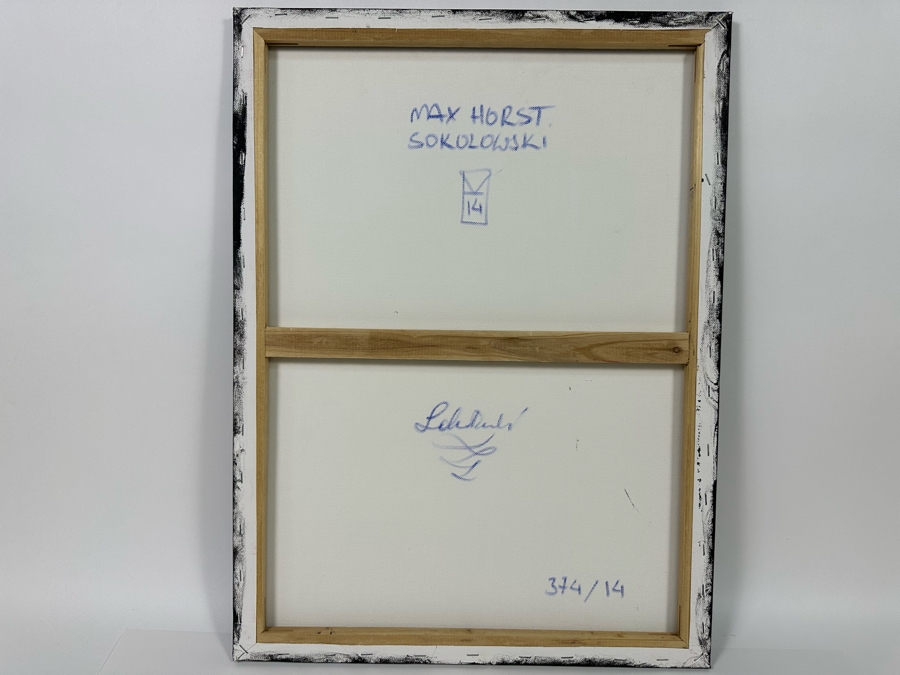 MAX HORST.
SOKOLOWSKI
14
374/14